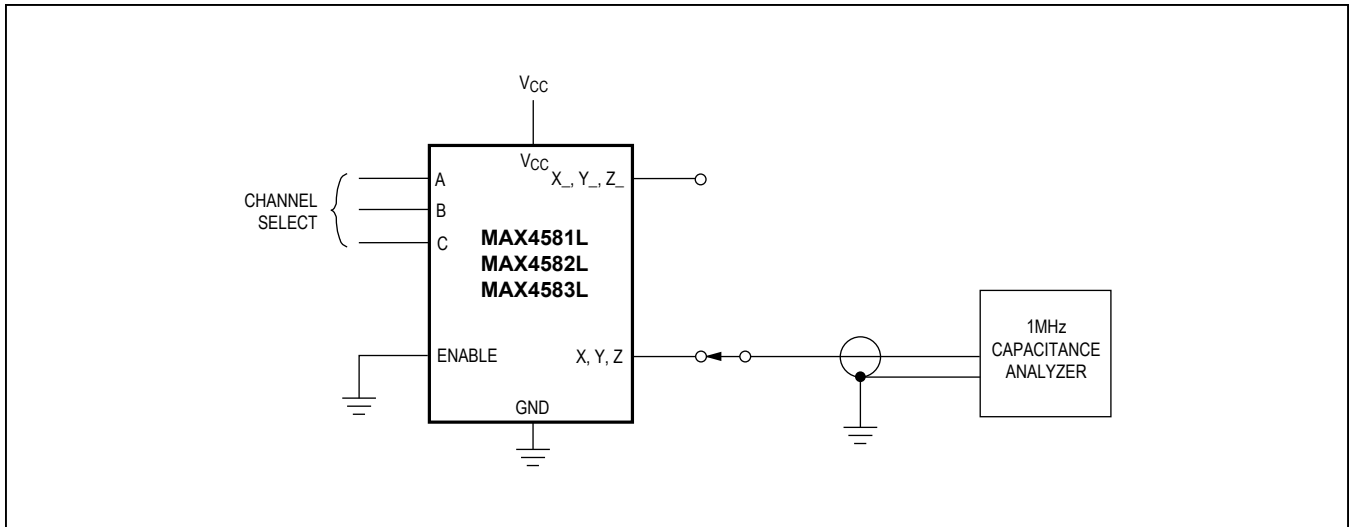 VCC
VCC
A
X_, Y_, Z_
CHANNEL
SELECT
B
C
MAX4581L
MAX4582L
MAX4583L
ENABLE
X, Y, Z
GND
1MHz
CAPACITANCE
ANALYZER